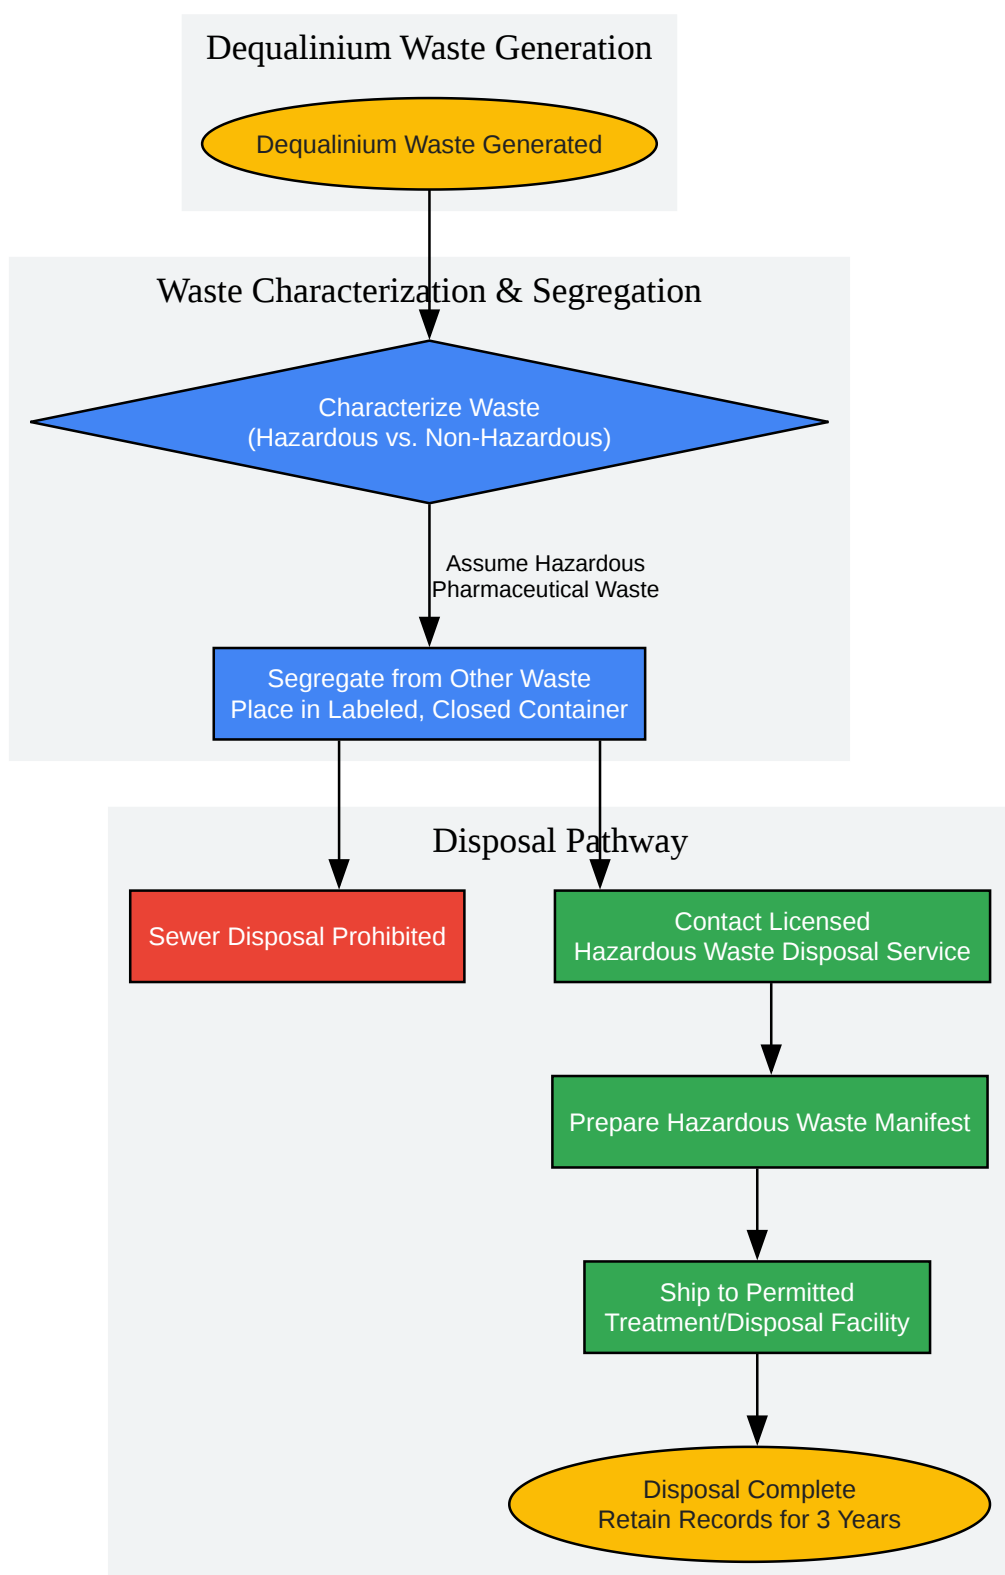 Dequalinium Waste Generation
Dequalinium Waste Generated
Waste Characterization & Segregation
Characterize Waste
(Hazardous vs. Non-Hazardous)
Assume Hazardous
Pharmaceutical Waste
Segregate from Other Waste
Place in Labeled, Closed Container
Disposal Pathway
Sewer Disposal Prohibited
Contact Licensed
Hazardous Waste Disposal Service
Prepare Hazardous Waste Manifest
Ship to Permitted
Treatment/Disposal Facility
Disposal Complete
Retain Records for 3 Years